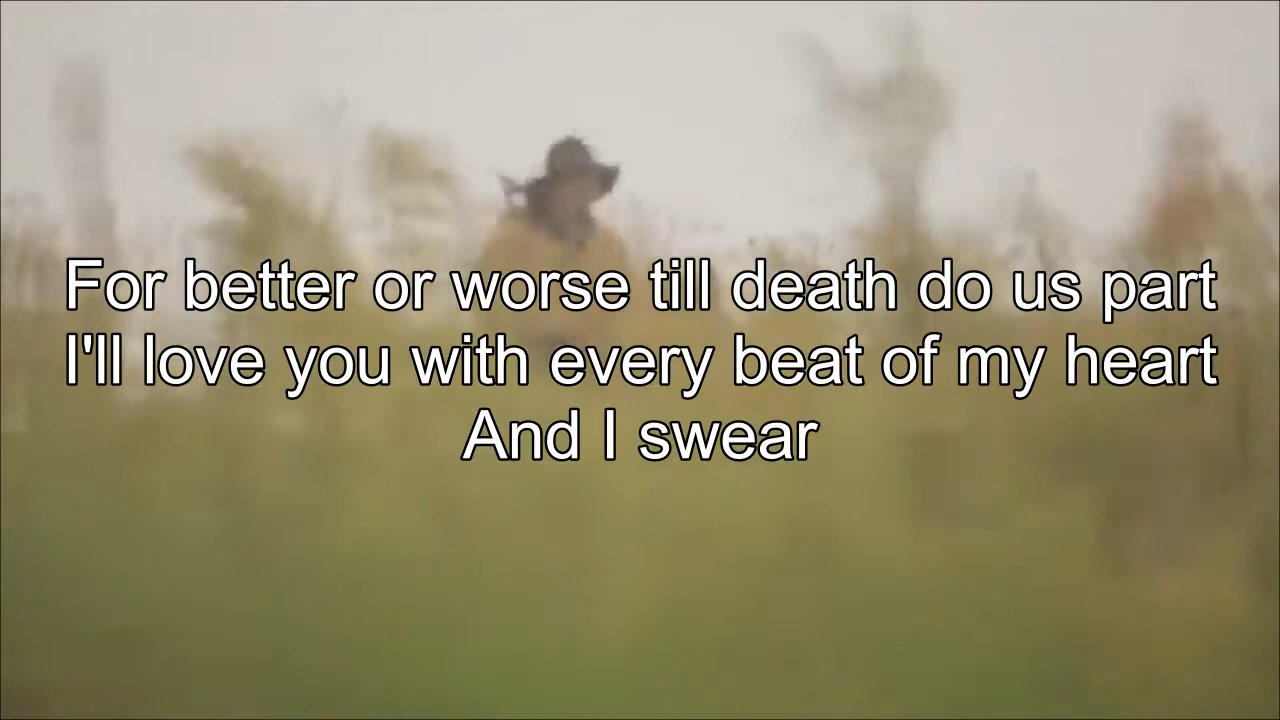 For better or worse till death do us part
I'll love you with every beat of my heart
And I swear